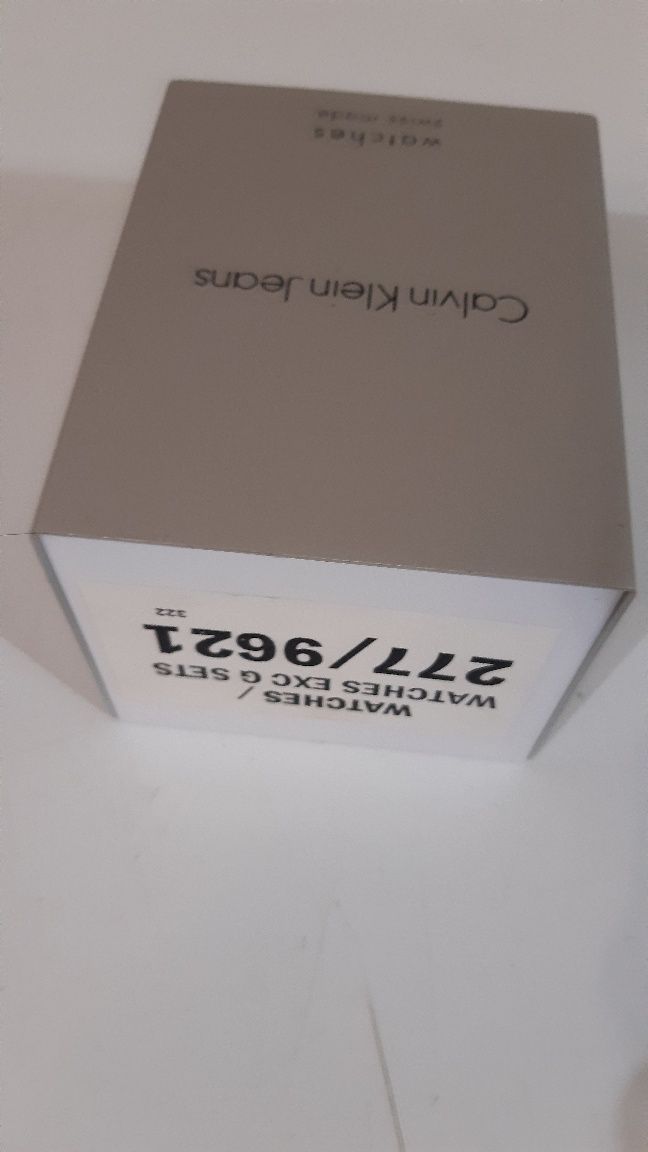 Calvin Klein Jeans
watches
swiss made
WATCHES /
WATCHES EXC G SETS
277/9621
322